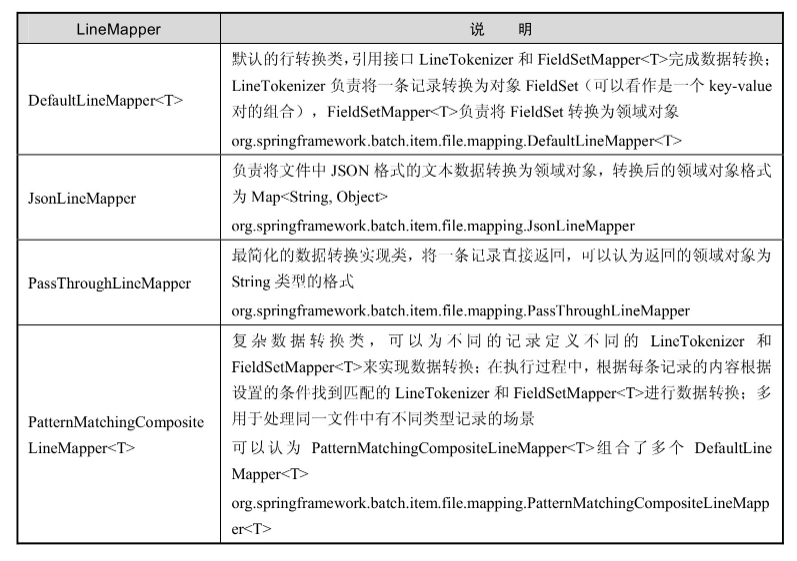 LineMapper 说 明
DefaultLineMapper<T>
默认的行转换类,引用接口 LineTokenizer 和 FieldSetMapper<T>完成数据转换;
LineTokenizer 负责将一条记录转换为对象 FieldSet(可以看作是一个 key-value
对的组合),FieldSetMapper<T>负责将 FieldSet 转换为领域对象
org.springframework.batch.item.file.mapping.DefaultLineMapper<T>
JsonLineMapper
负责将文件中 JSON 格式的文本数据转换为领域对象,转换后的领域对象格式
为 Map<String, Object>
org.springframework.batch.item.file.mapping.JsonLineMapper
PassThroughLineMapper
最简化的数据转换实现类,将一条记录直接返回,可以认为返回的领域对象为
String 类型的格式
org.springframework.batch.item.file.mapping.PassThroughLineMapper
PatternMatchingComposite
LineMapper<T>
复杂数据转换类,可以为不同的记录定义不同的 LineTokenizer 和
FieldSetMapper<T>来实现数据转换;在执行过程中,根据每条记录的内容根据
设置的条件找到匹配的 LineTokenizer 和 FieldSetMapper<T>进行数据转换;多
用于处理同一文件中有不同类型记录的场景
可以认为 PatternMatchingCompositeLineMapper<T>组合了多个 DefaultLine
Mapper<T>
org.springframework.batch.item.file.mapping.PatternMatchingCompositeLineMapp
er<T>